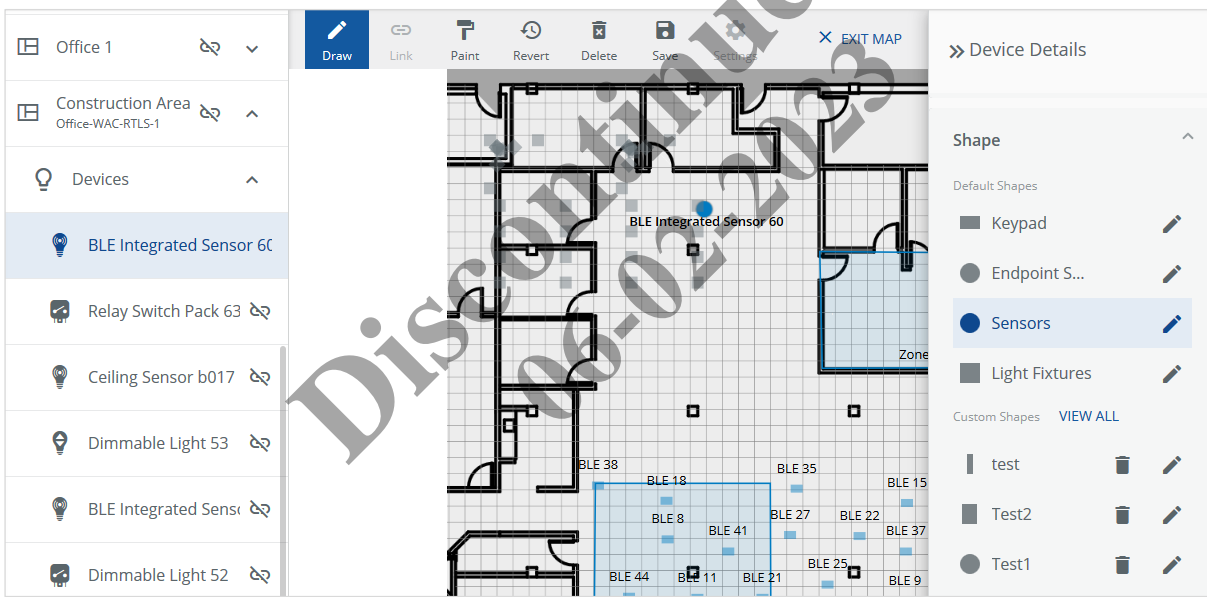 Office 1
Construction Area
Office-WAC-RTLS-1
Devices
BLE Integrated Sensor 60
Relay Switch Pack 63
Ceiling Sensor b017
Dimmable Light 53
BLE Integrated Sens
Dimmable Light 52
Draw
Link
Paint
Revert
Delete
Save
Settings
EXIT MAP
BLE Integrated Sensor 60
Zone
BLE 38
BLE 18
BLE 35
BLE 15
BLE 8
BLE 27
BLE 22
BLE 41
BLE 37
BLE 25
BLE 44
BLE 11
BLE 21
BLE 9
Discontinue
06-02-2023
Device Details
Shape
Default Shapes
Keypad
Endpoint S...
Sensors
Light Fixtures
Custom Shapes VIEW ALL
test
Test2
Test1